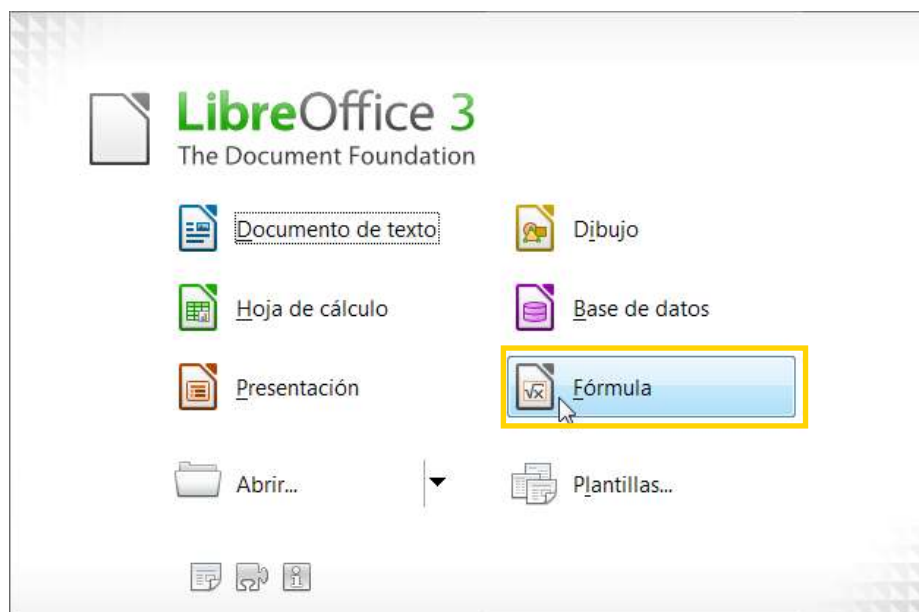 LibreOffice 3
The Document Foundation
Documento de texto
Dibujo
Hoja de cálculo
Base de datos
Presentación
Fórmula
Abrir...
Plantillas...